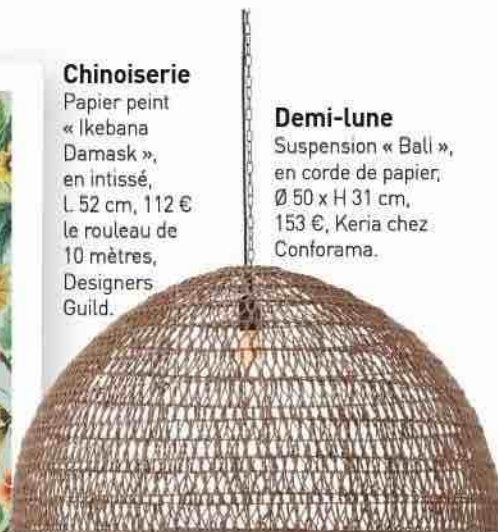 Chinoiserie
Papier peint
« Ikebana
Damask »,
en intissé,
L 52 cm, 112 €
le rouleau de
10 mètres,
Designers
Guild.
Demi-lune
Suspension « Bali »,
en corde de papier,
Ø 50 x H 31 cm,
153 €, Keria chez
Conforama.